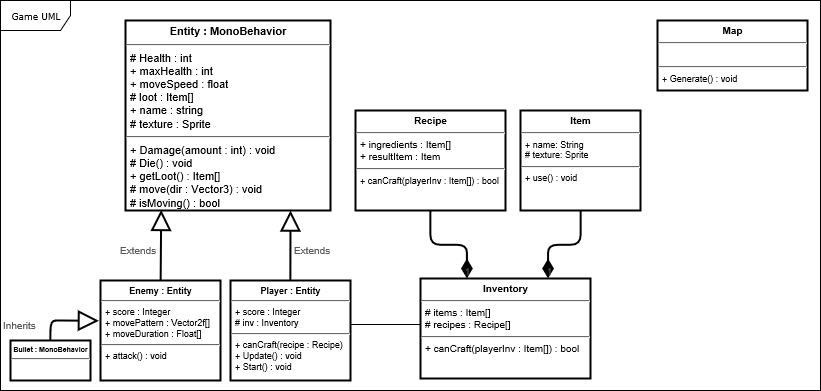 Game UML
Entity : MonoBehavior
# Health : int
+ maxHealth : int
+ moveSpeed : float
# loot : Item[]
+ name : string
# texture : Sprite
+ Damage(amount : int) : void
# Die() : void
+ getLoot() : Item[]
# move(dir : Vector3) : void
# isMoving() : bool
Map
+ Generate() : void
Recipe
+ ingredients : Item[]
+ resultItem : Item
+ canCraft(playerInv : Item[]) : bool
Item
+ name: String
# texture: Sprite
+ use() : void
Extends
Extends
Enemy : Entity
+ score : Integer
+ movePattern : Vector2f[]
+ moveDuration : Float[]
+ attack() : void
Player : Entity
+ score : Integer
# inv : Inventory
+ canCraft(recipe : Recipe)
+ Update() : void
+ Start() : void
Inventory
# items : Item[]
# recipes : Recipe[]
+ canCraft(playerInv : Item[]) : bool
Inherits
Bullet : MonoBehavior